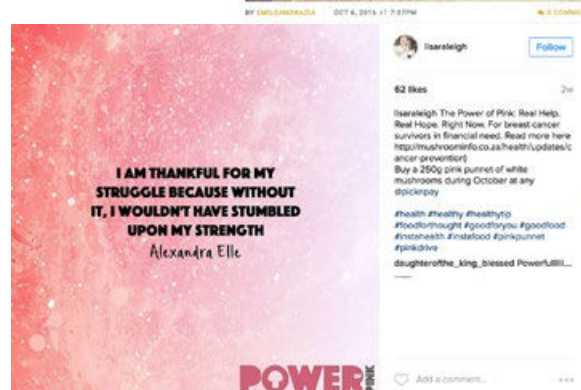 BY EMILEANDRAZIA OCT 6, 2016 AT 7:07PM 0 COMME
lisaraleigh
Follow
62 likes
2w
lisaraleigh The Power of Pink: Real Help.
Real Hope. Right Now. For breast cancer
survivors in financial need. Read more here
http://mushroominfo.co.za/health/updates/c
ancer-prevention)
Buy a 250g pink punnet of white
mushrooms during October at any
@picknpay
#health #healthy #healthytip
#foodforthought #goodforyou #goodfood
#instahealth #instafood #pinkpunnet
#pinkdrive
daughterofthe_king_blessed Powerfullll....
I AM THANKFUL FOR MY
STRUGGLE BECAUSE WITHOUT
IT, I WOULDN'T HAVE STUMBLED
UPON MY STRENGTH
Alexandra Elle
POWER
PINK
Add a comment...